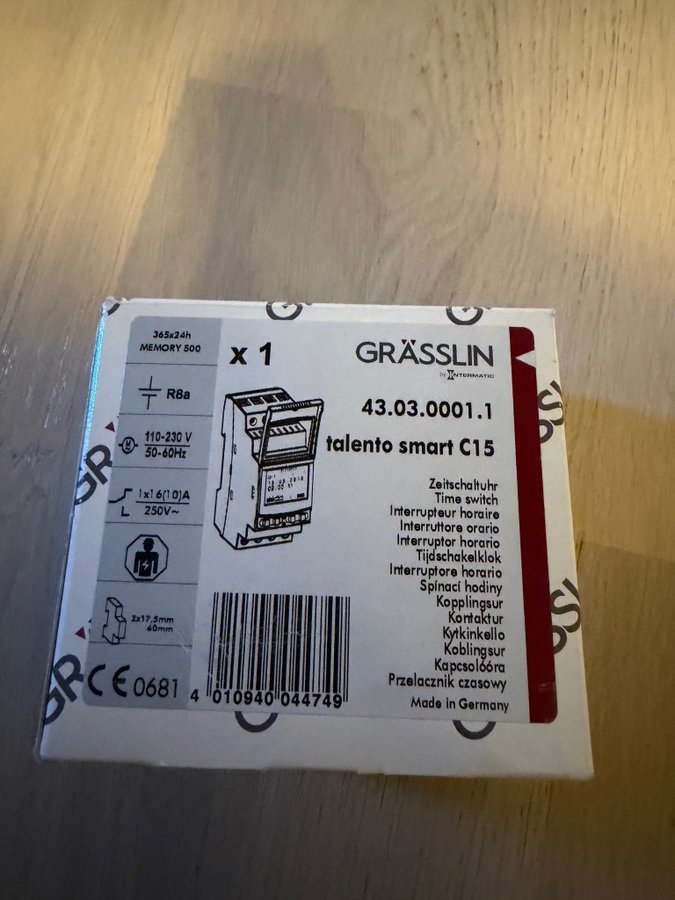 365x24h
MEMORY 500
R8a
110-230 V
50-60Hz
1x16(10)A
L 250V~
2x17,5mm
60mm
CE 0681
x 1
GRÄSSLIN
by INTERMATIC
43.03.0001.1
talento smart C15
Zeitschaltuhr
Time switch
Interrupteur horaire
Interruttore orario
Interruptor horario
Tijdschakelklok
Interruptore horario
Spínací hodiny
Kopplingsur
Kontaktur
Kytkinkello
Koblingsur
Kapcsolóóra
Przelacznik czasowy
Made in Germany
4 010940 044749